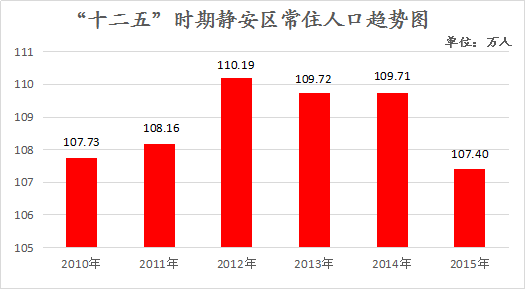 “十二五”时期静安区常住人口趋势图
单位：万人
111
110
109
108
107
106
105
107.73
108.16
110.19
109.72
109.71
107.40
2010年
2011年
2012年
2013年
2014年
2015年